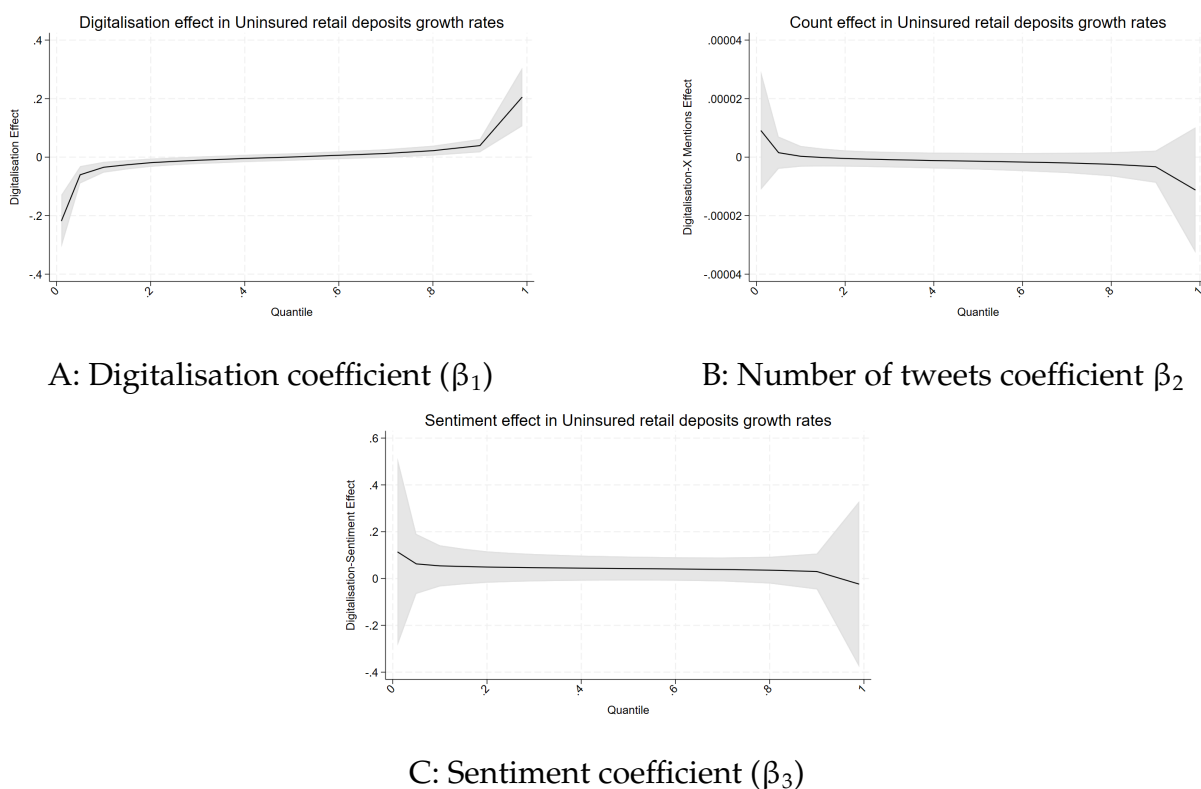 Digitalisation effect in Uninsured retail deposits growth rates
Digitalisation Effect
.4
.2
0
-.2
-.4
0
.2
.4
.6
.8
1
Quantile
A: Digitalisation coefficient (β₁)
Count effect in Uninsured retail deposits growth rates
Digitalisation-X Mentions Effect
.00004
.00002
0
-.00002
-.00004
0
.2
.4
.6
.8
1
Quantile
B: Number of tweets coefficient β₂
Sentiment effect in Uninsured retail deposits growth rates
Digitalisation-Sentiment Effect
.6
.4
.2
0
-.2
-.4
0
.2
.4
.6
.8
1
Quantile
C: Sentiment coefficient (β₃)